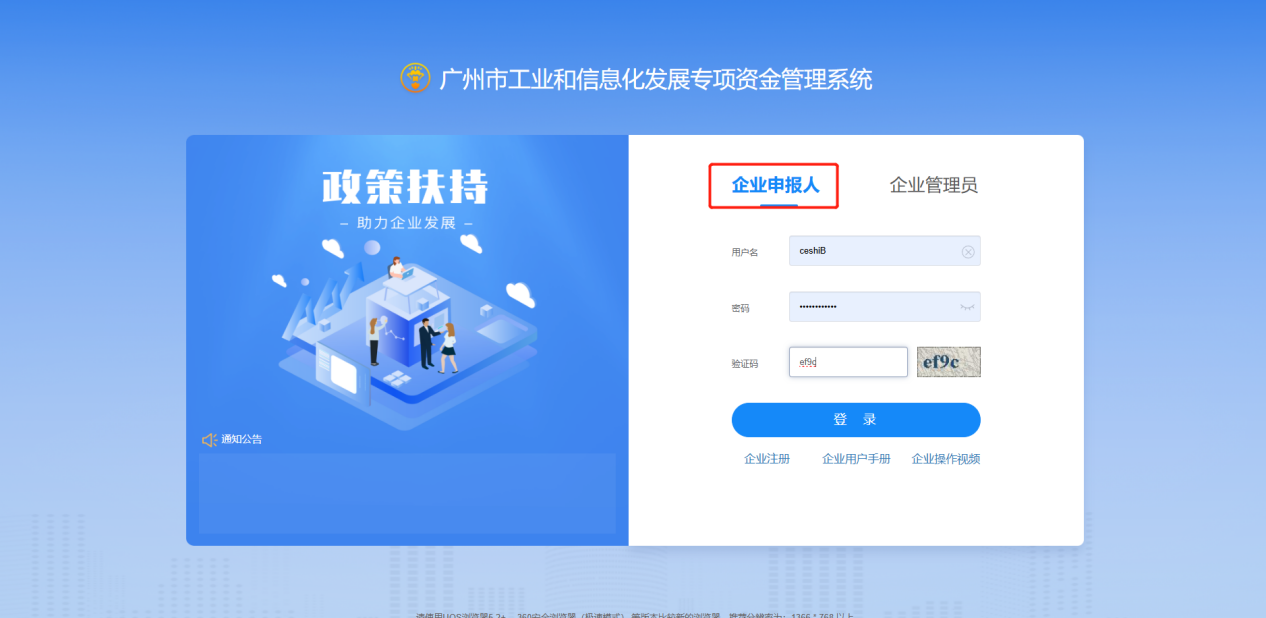 广州市工业和信息化发展专项资金管理系统
政策扶持
– 助力企业发展 –
通知公告
企业申报人 企业管理员
用户名 ceshiB
密码 ••••••••••••
验证码 ef9c ef9c
登 录
企业注册 企业用户手册 企业操作视频